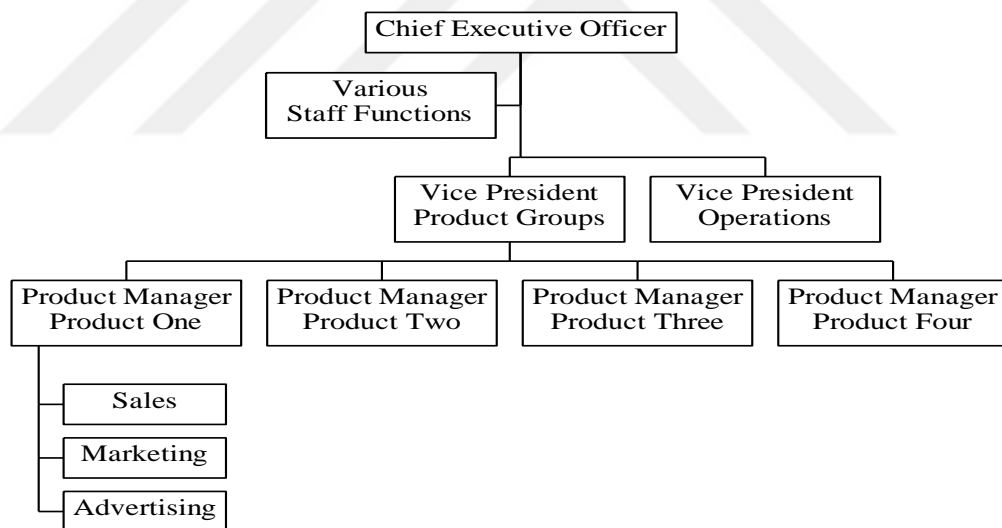 Chief Executive Officer
Various
Staff Functions
Vice President
Product Groups
Vice President
Operations
Product Manager
Product One
Product Manager
Product Two
Product Manager
Product Three
Product Manager
Product Four
Sales
Marketing
Advertising